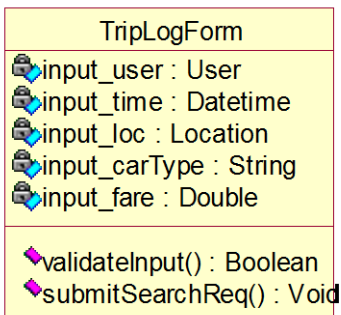 TripLogForm
input_user : User
input_time : Datetime
input_loc : Location
input_carType : String
input_fare : Double
validateInput() : Boolean
submitSearchReq() : Void